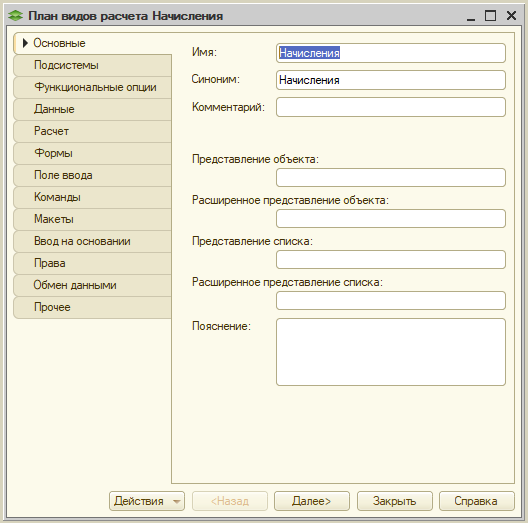 План видов расчета Начисления
Основные
Подсистемы
Функциональные опции
Данные
Расчет
Формы
Поле ввода
Команды
Макеты
Ввод на основании
Права
Обмен данными
Прочее
Имя: Начисления
Синоним: Начисления
Комментарий:
Представление объекта:
Расширенное представление объекта:
Представление списка:
Расширенное представление списка:
Пояснение:
Действия <Назад Далее> Закрыть Справка